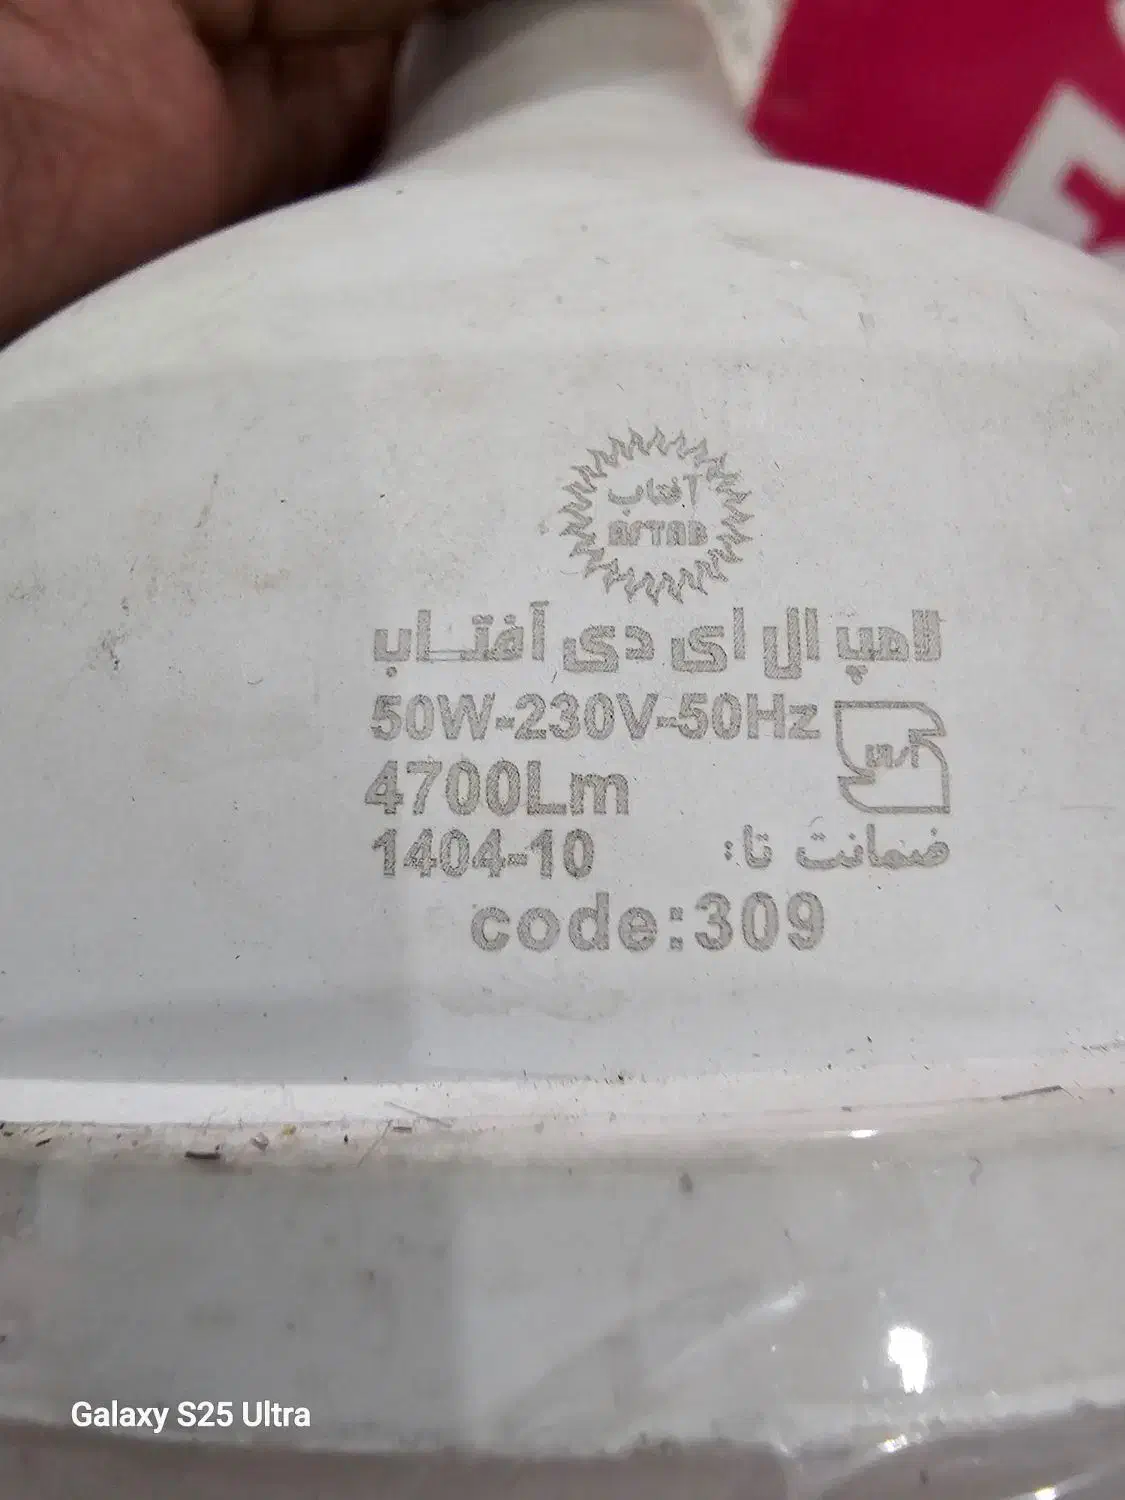 آفتاب
AFTAB
لامپ ال ای دی آفتاب
50W-230V-50Hz
4700Lm
ضمانت تا: 1404-10
code:309
Galaxy S25 Ultra